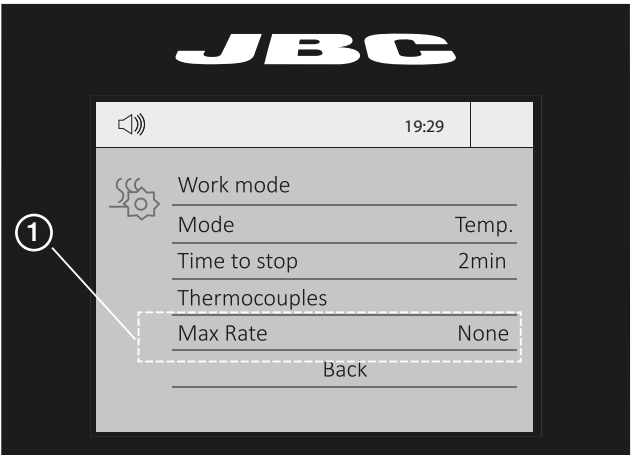 JBC
19:29
Work mode
Mode Temp.
Time to stop 2min
Thermocouples
1
Max Rate None
Back